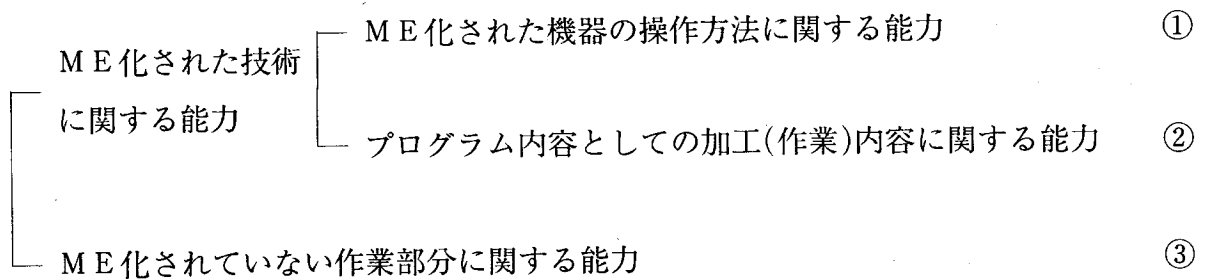 ME化された機器の操作方法に関する能力 ①
ME化された技術
に関する能力
プログラム内容としての加工(作業)内容に関する能力 ②
ME化されていない作業部分に関する能力 ③